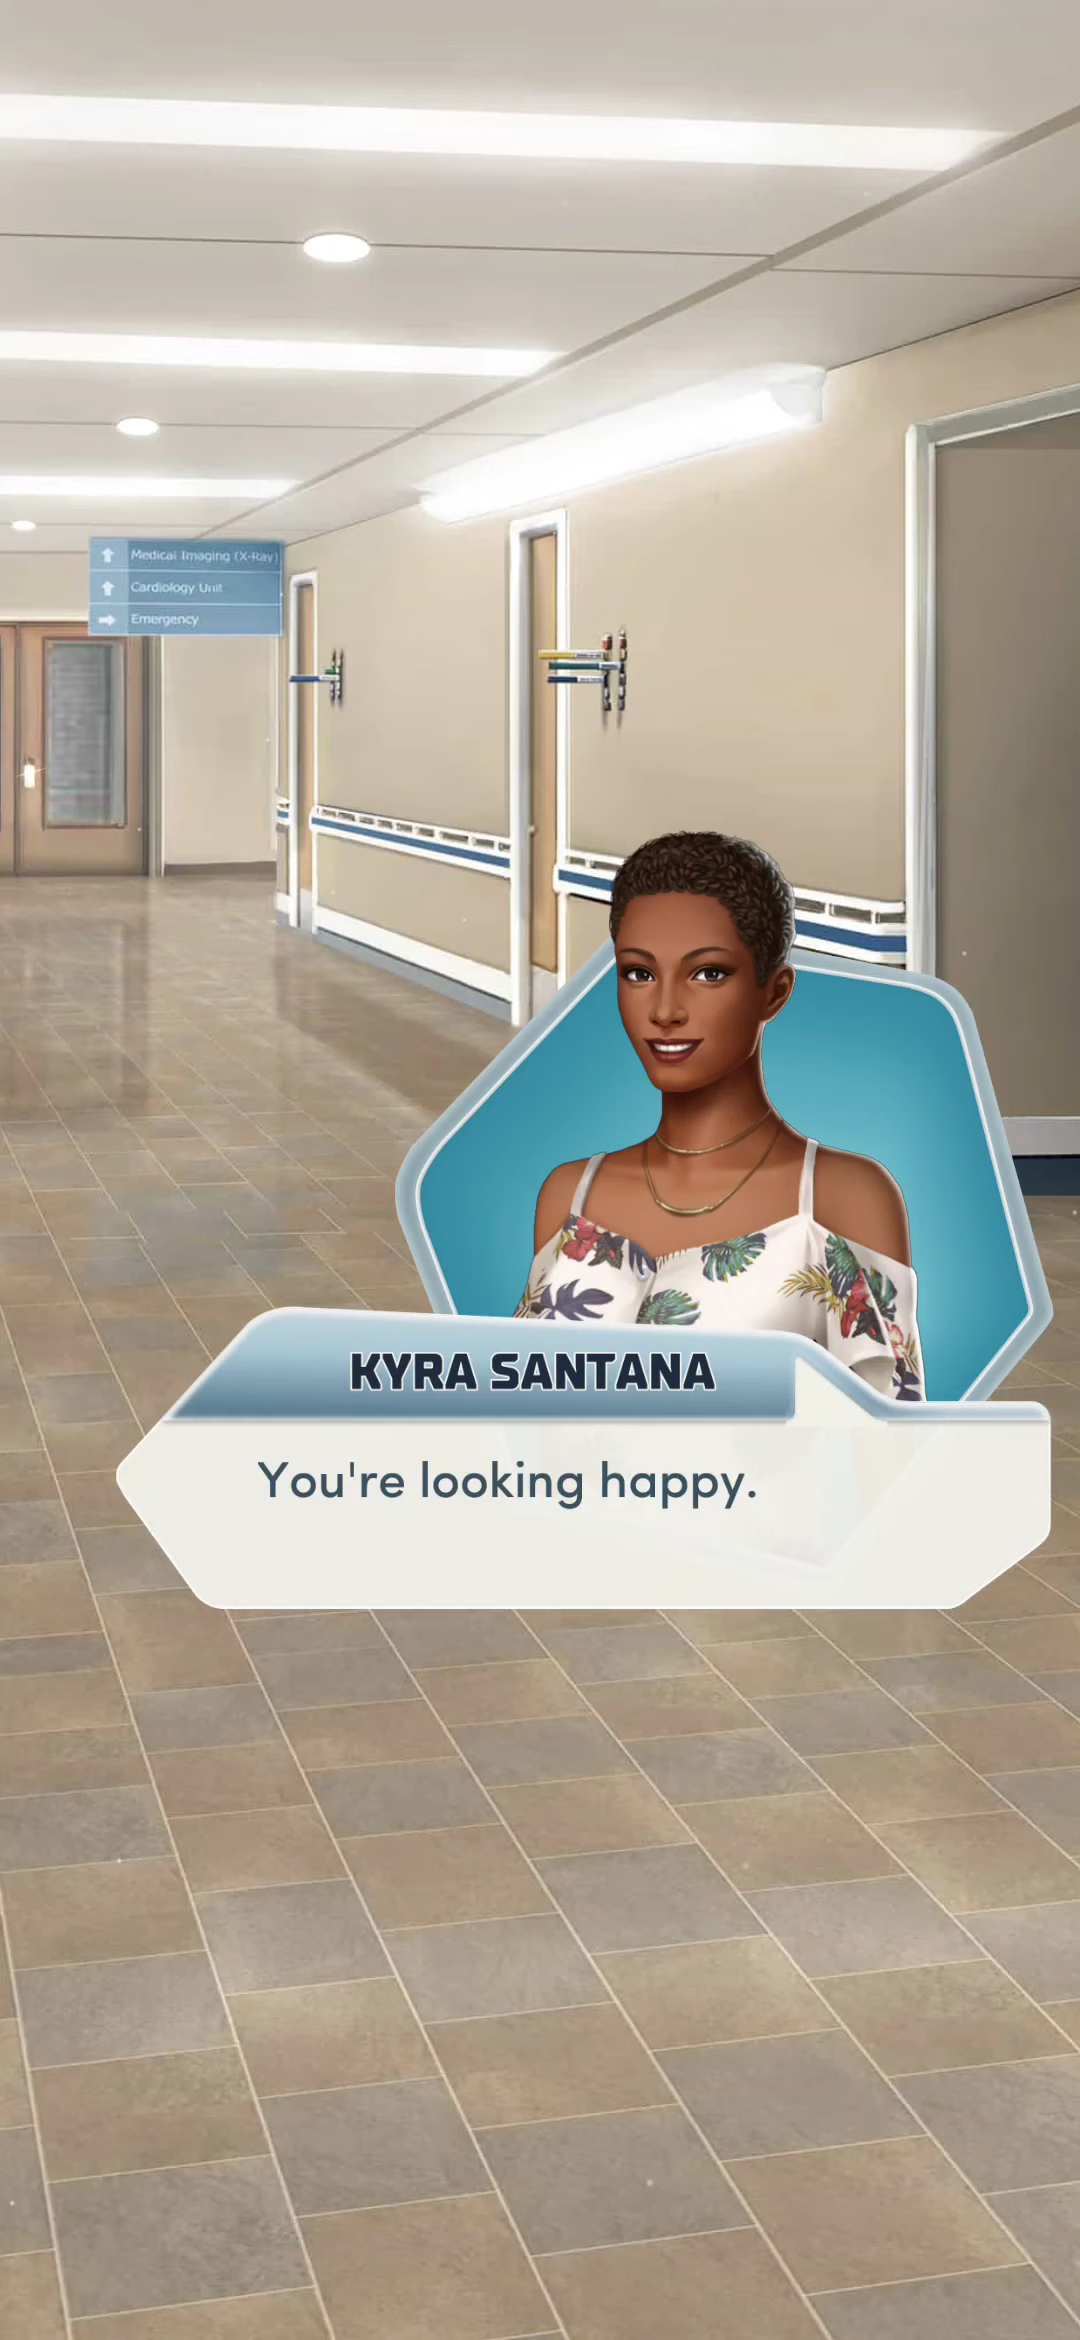 Medical Imaging (X-Ray)
Cardiology Unit
Emergency
KYRA SANTANA
You're looking happy.